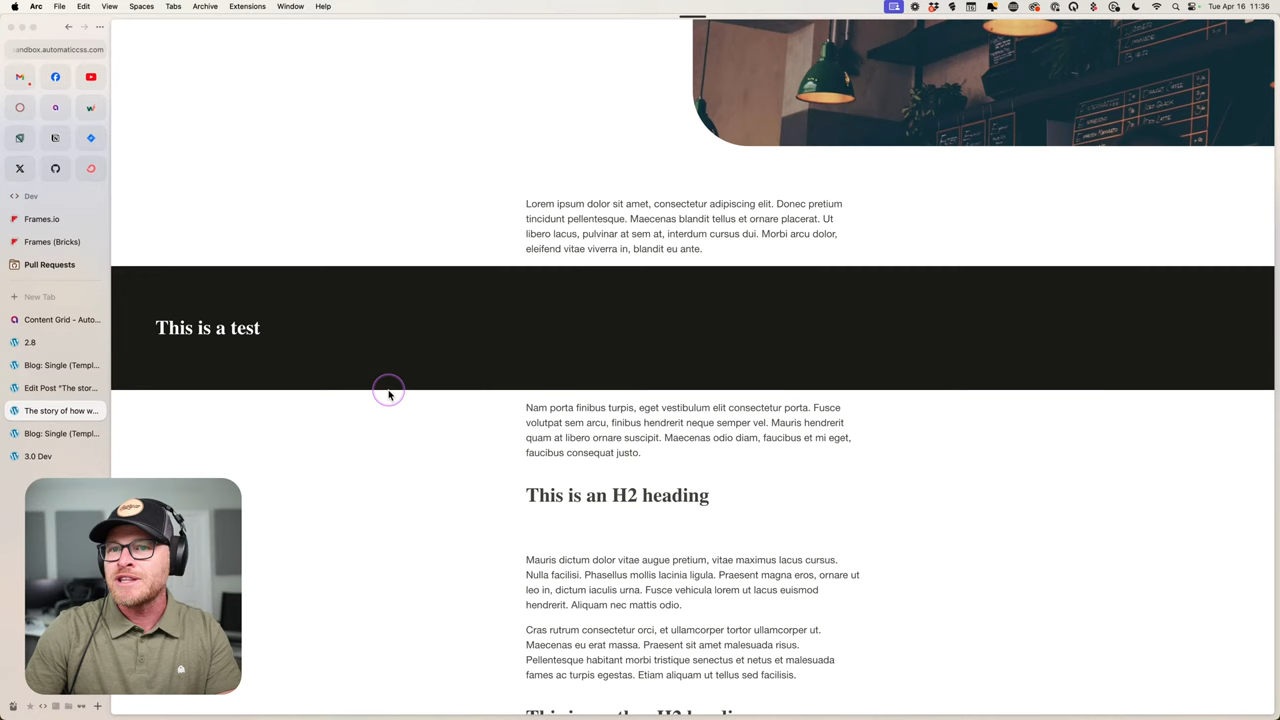 Arc File Edit View Spaces Tabs Archive Extensions Window Help
Tue Apr 16 11:36
andbox.automaticcss.com
Dev
Frames.io
Frames (Bricks)
Pull Requests
New Tab
Content Grid - Auto...
2.8
Blog: Single (Templ...
Edit Post “The stor...
The story of how w...
Blog: Single (Templ...
3.0 Dev
Lorem ipsum dolor sit amet, consectetur adipiscing elit. Donec pretium
tincidunt pellentesque. Maecenas blandit tellus et ornare placerat. Ut
libero lacus, pulvinar at sem at, interdum cursus dui. Morbi arcu dolor,
eleifend vitae viverra in, blandit eu ante.
This is a test
Nam porta finibus turpis, eget vestibulum elit consectetur porta. Fusce
volutpat sem arcu, finibus hendrerit neque semper vel. Mauris hendrerit
quam at libero ornare suscipit. Maecenas odio diam, faucibus et mi eget,
faucibus consequat justo.
This is an H2 heading
Mauris dictum dolor vitae augue pretium, vitae maximus lacus cursus.
Nulla facilisi. Phasellus mollis lacinia ligula. Praesent magna eros, ornare ut
leo in, dictum iaculis urna. Fusce vehicula lorem ut lacus euismod
hendrerit. Aliquam nec mattis odio.
Cras rutrum consectetur orci, et ullamcorper tortor ullamcorper ut.
Maecenas eu erat massa. Praesent sit amet malesuada risus.
Pellentesque habitant morbi tristique senectus et netus et malesuada
fames ac turpis egestas. Etiam aliquam ut tellus sed facilisis.